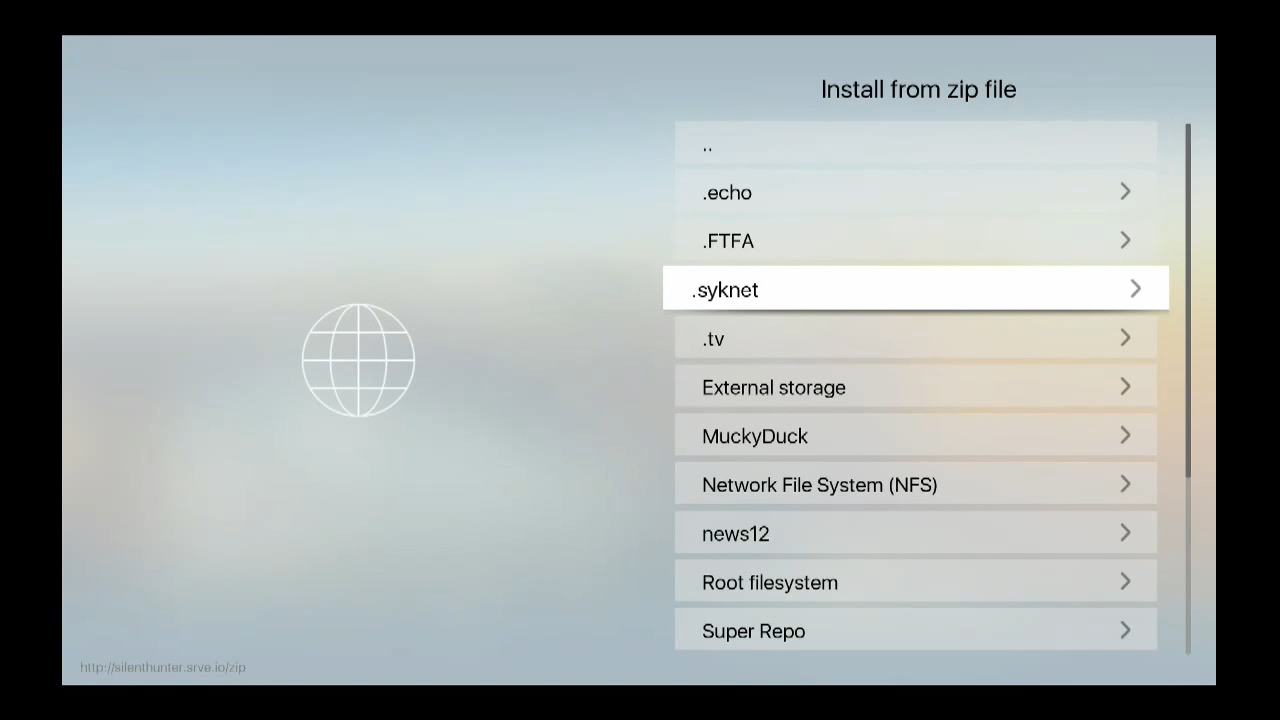 Install from zip file
..
.echo
.FTFA
.syknet
.tv
External storage
MuckyDuck
Network File System (NFS)
news12
Root filesystem
Super Repo
http://silenthunter.srve.io/zip